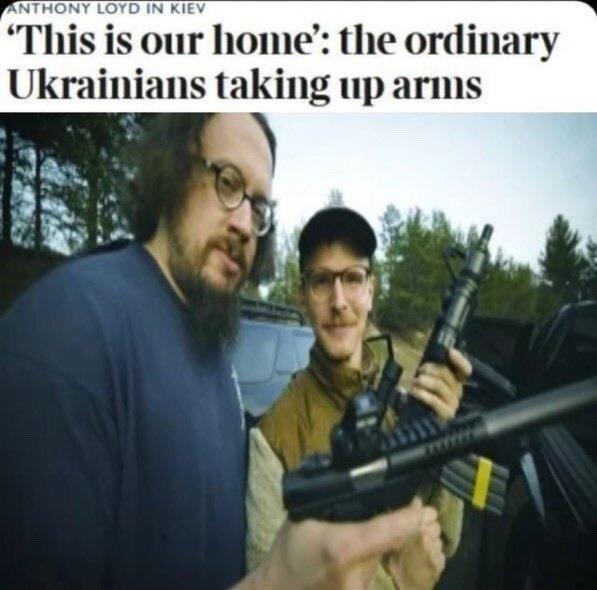 ANTHONY LOYD IN KIEV
‘This is our home’: the ordinary
Ukrainians taking up arms